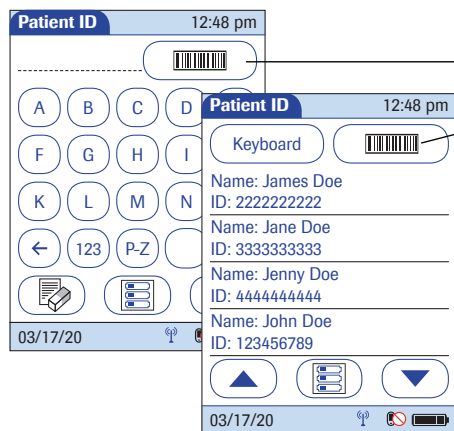 Patient ID 12:48 pm
A B C D
F G H I
K L M N
← 123 P-Z
03/17/20
Patient ID 12:48 pm
Keyboard
Name: James Doe
ID: 2222222222
Name: Jane Doe
ID: 3333333333
Name: Jenny Doe
ID: 4444444444
Name: John Doe
ID: 123456789
03/17/20